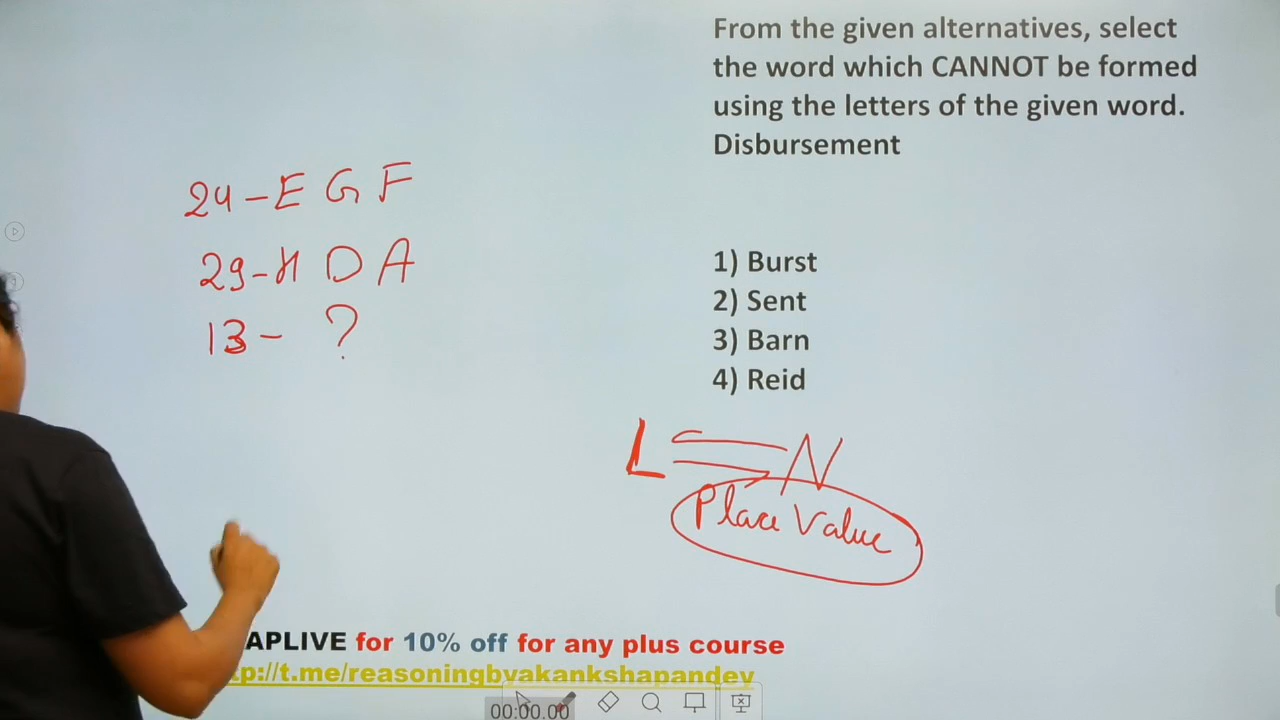 From the given alternatives, select
the word which CANNOT be formed
using the letters of the given word.
Disbursement
24-EGF
29-HDA
13- ?
1) Burst
2) Sent
3) Barn
4) Reid
L N
Place Value
APLIVE for 10% off for any plus course
tp://t.me/reasoningbyakankshapandey
00:00.00